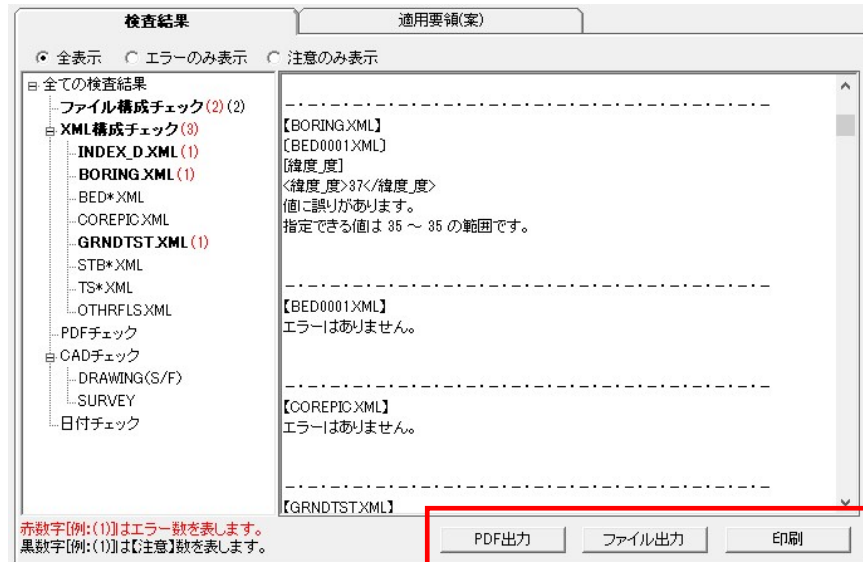 検査結果
適用要領(案)
全表示 エラーのみ表示 注意のみ表示
全ての検査結果
ファイル構成チェック(2)(2)
XML構成チェック(3)
INDEX_D.XML(1)
BORING.XML(1)
BED*.XML
COREPIC.XML
GRNDTST.XML(1)
STB*.XML
TS*.XML
OTHRFLS.XML
PDFチェック
CADチェック
DRAWING(S/F)
SURVEY
日付チェック
-・-・-・-・-・-・-・-・-・-・-・-・-・-・-・-・-・-・-・-
【BORING.XML】
〔BED0001.XML〕
[緯度_度]
<緯度_度>37</緯度_度>
値に誤りがあります。
指定できる値は 35 ～ 35 の範囲です。
-・-・-・-・-・-・-・-・-・-・-・-・-・-・-・-・-・-・-・-
【BED0001.XML】
エラーはありません。
-・-・-・-・-・-・-・-・-・-・-・-・-・-・-・-・-・-・-・-
【COREPIC.XML】
エラーはありません。
-・-・-・-・-・-・-・-・-・-・-・-・-・-・-・-・-・-・-・-
【GRNDTST.XML】
赤数字[例:(1)]はエラー数を表します。
黒数字[例:(1)]は【注意】数を表します。
PDF出力 ファイル出力 印刷